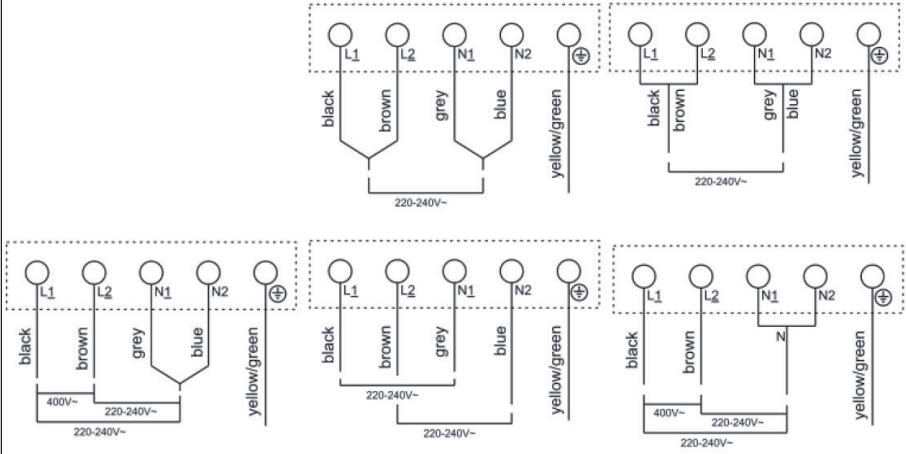 L1 L2 N1 N2
black brown grey blue yellow/green
220-240V~
L1 L2 N1 N2
black brown grey blue yellow/green
220-240V~
L1 L2 N1 N2
black brown grey blue yellow/green
400V~
220-240V~
220-240V~
L1 L2 N1 N2
black brown grey blue yellow/green
220-240V~
220-240V~
L1 L2 N1 N2
N
black brown yellow/green
400V~
220-240V~
220-240V~